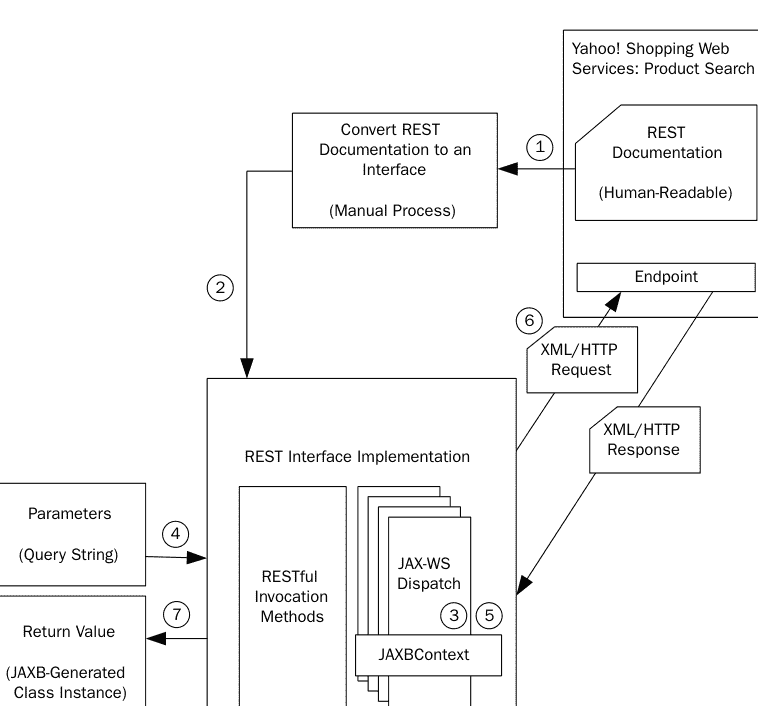 Yahoo! Shopping Web
Services: Product Search
Convert REST
Documentation to an
Interface
(Manual Process)
1
REST
Documentation
(Human-Readable)
2
Endpoint
6
XML/HTTP
Request
XML/HTTP
Response
REST Interface Implementation
Parameters
(Query String)
4
RESTful
Invocation
Methods
JAX-WS
Dispatch
3
5
7
Return Value
(JAXB-Generated
Class Instance)
JAXBContext